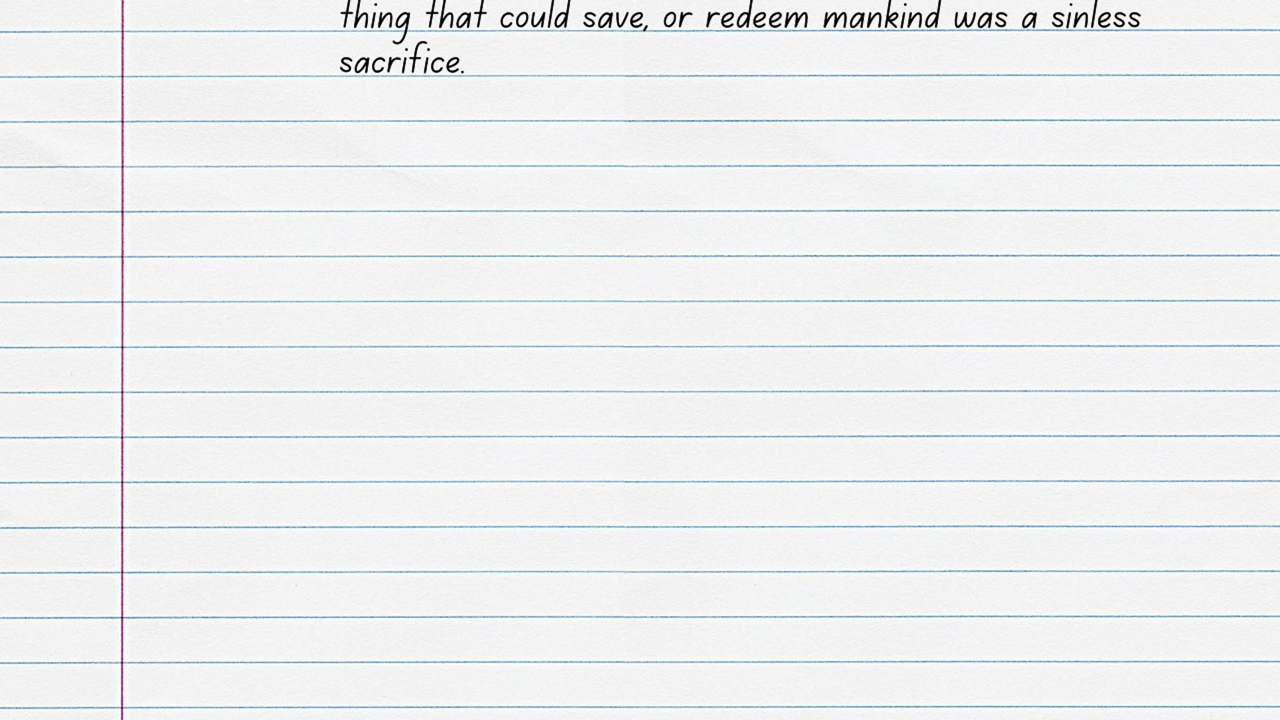 thing that could save, or redeem mankind was a sinless
sacrifice.